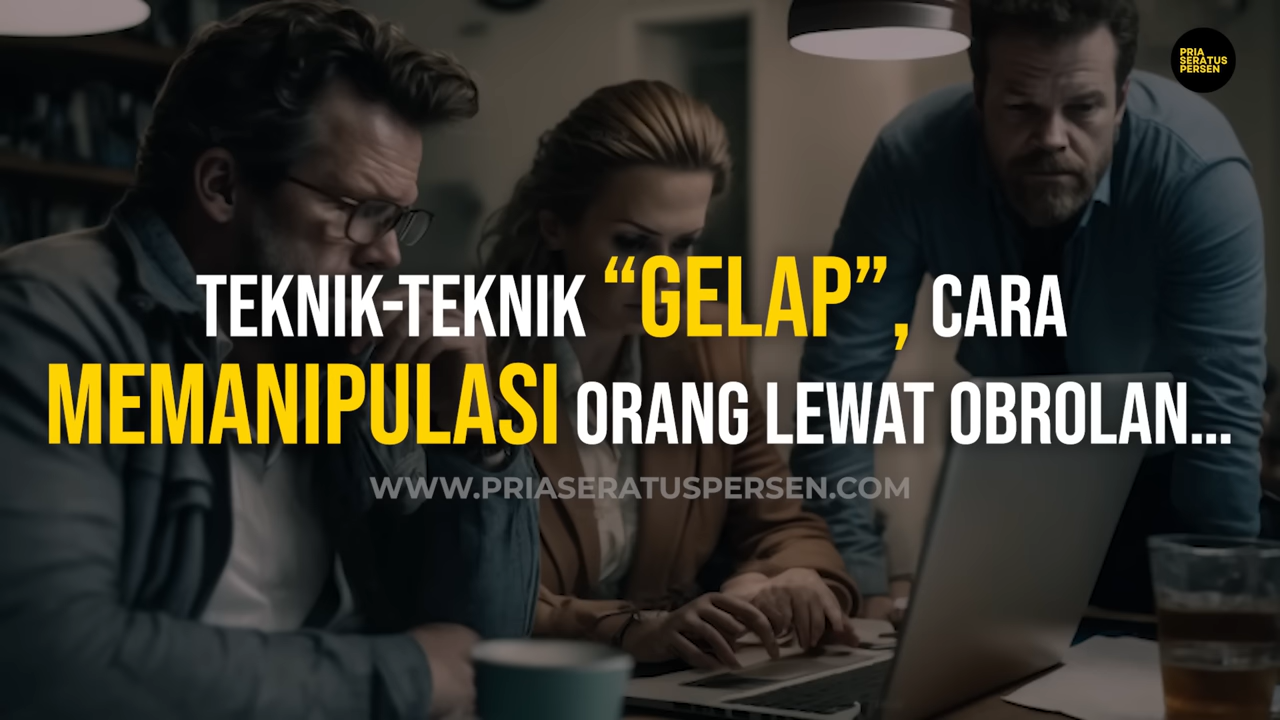 PRIA
SERATUS
PERSEN
TEKNIK-TEKNIK “GELAP”, CARA
MEMANIPULASI ORANG LEWAT OBROLAN...
WWW.PRIASERATUSPERSEN.COM